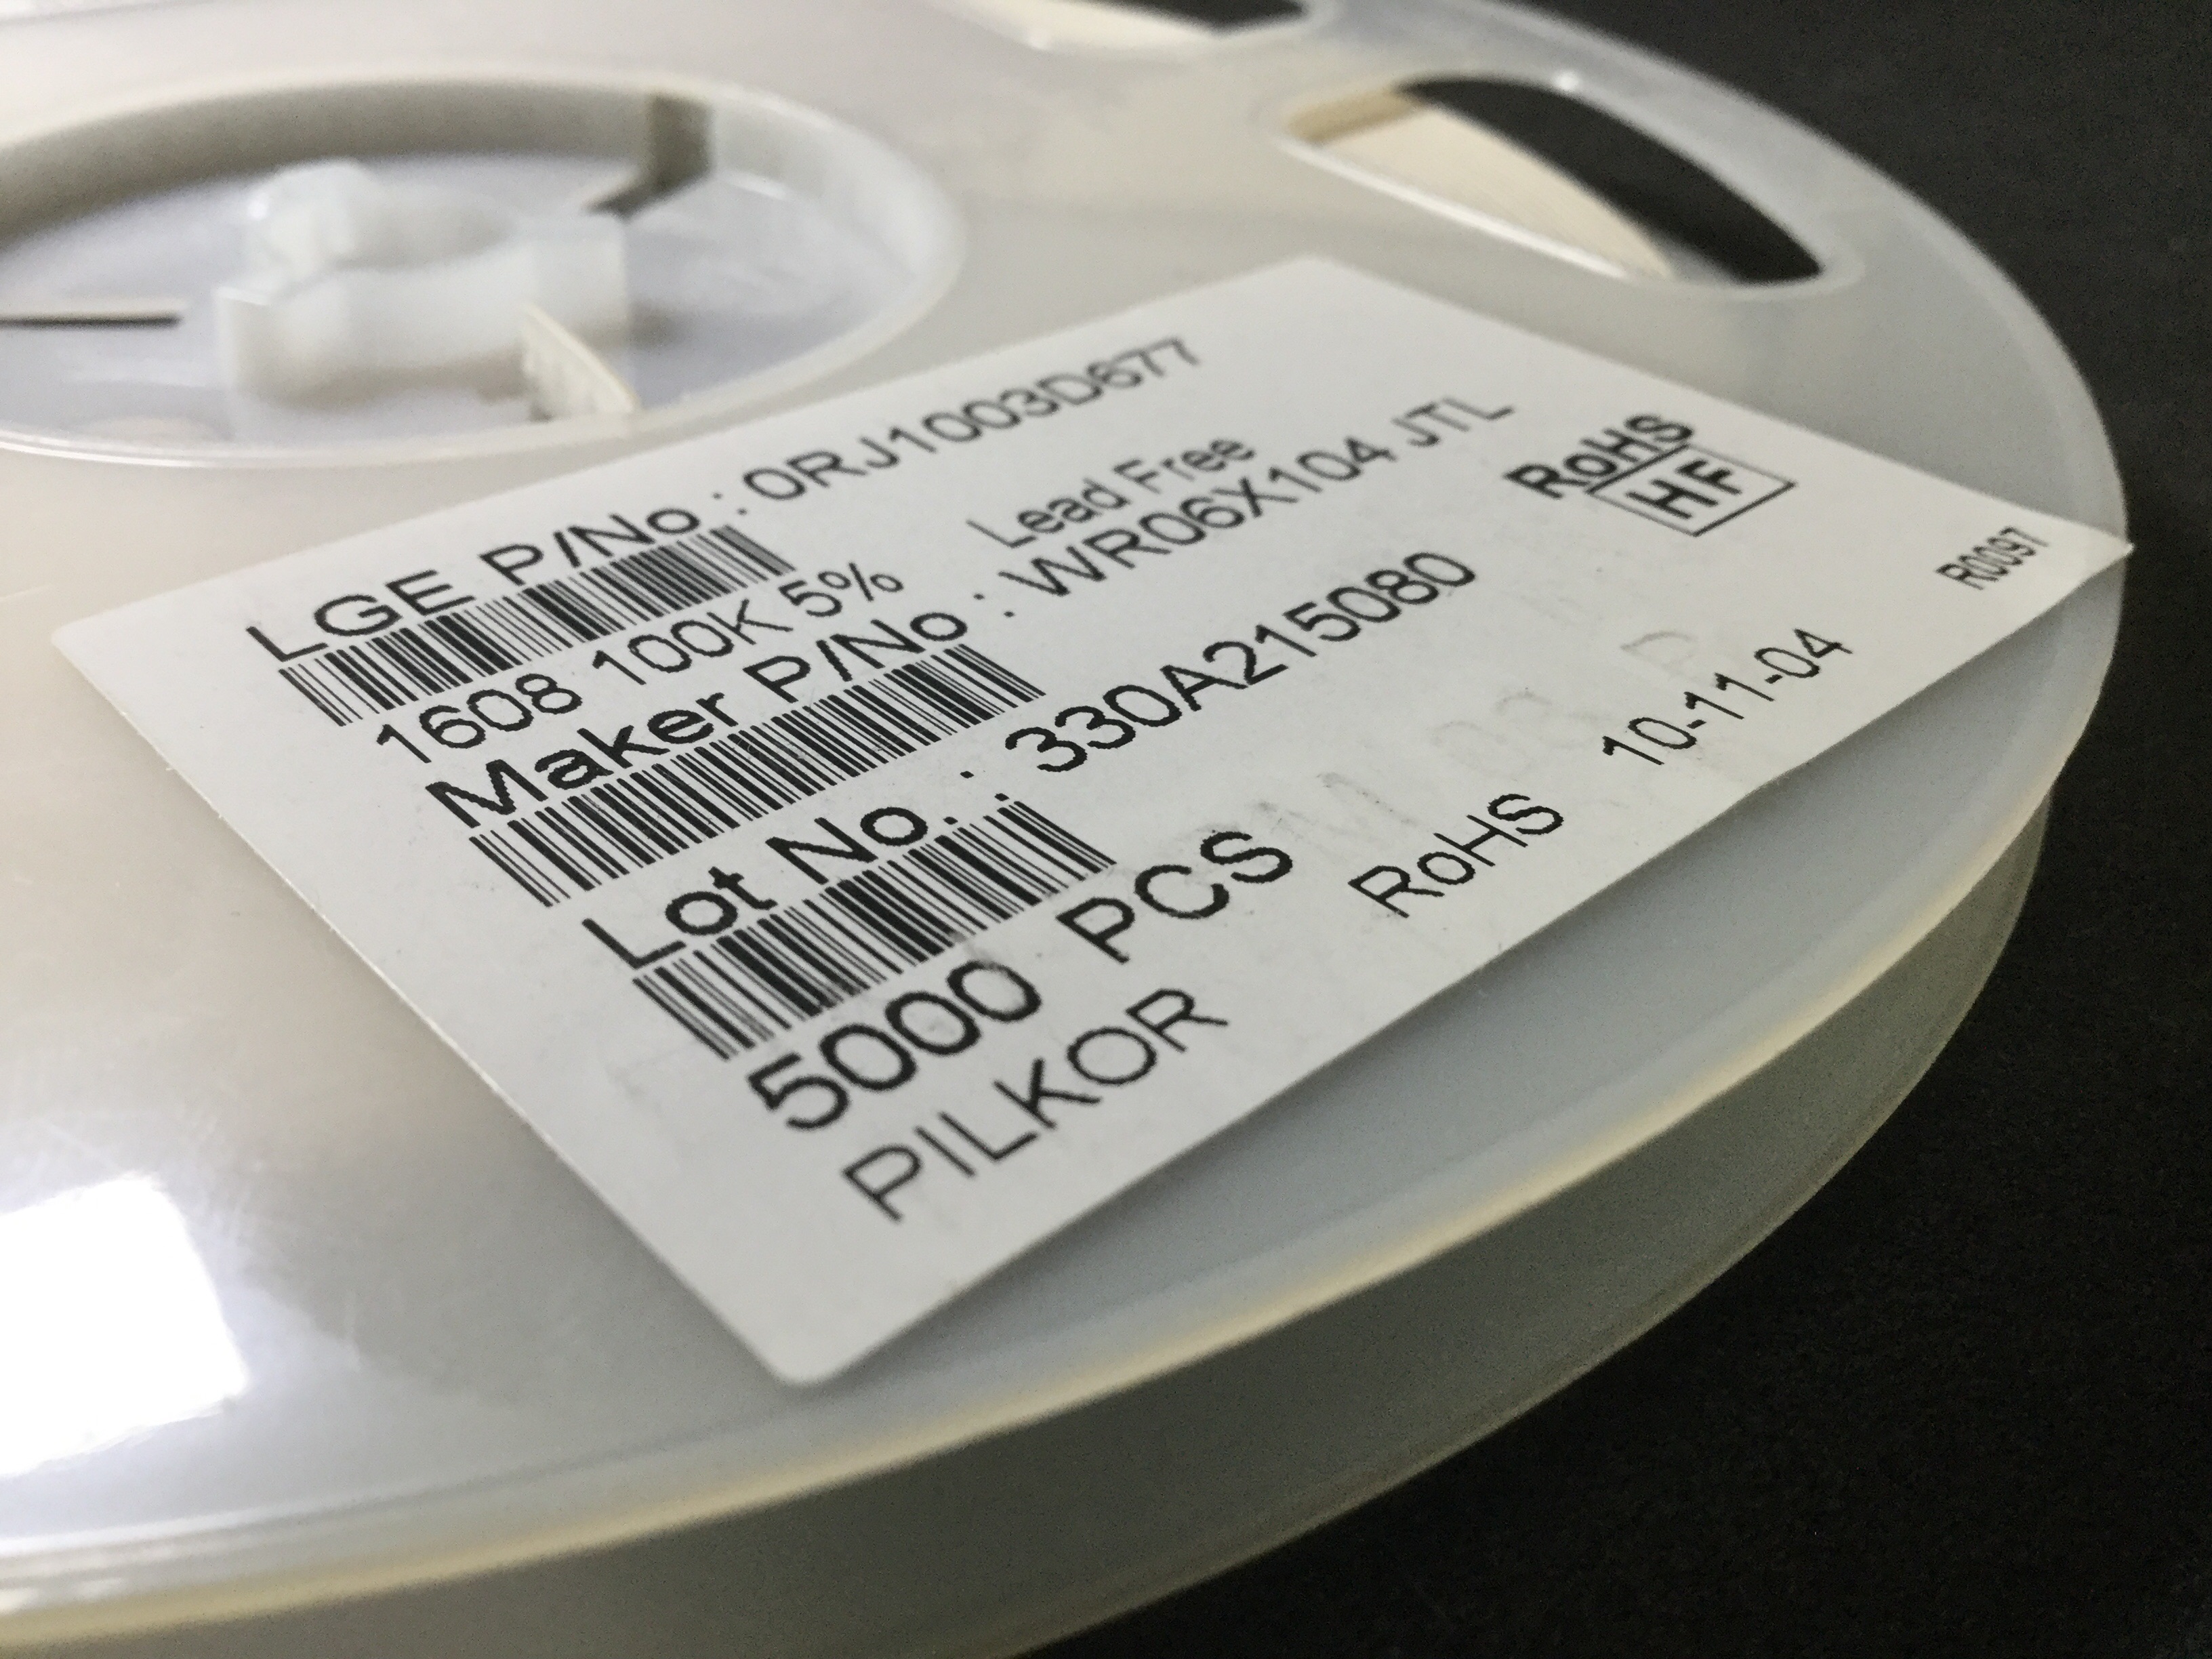 LGE P/No : 0RJ1003D677
1608 100K 5% Lead Free
Maker P/No : WR06X104 JTL
RoHS
HF
Lot No. : 330A215080
R0097
5000 PCS RoHS 10-11-04
PILKOR